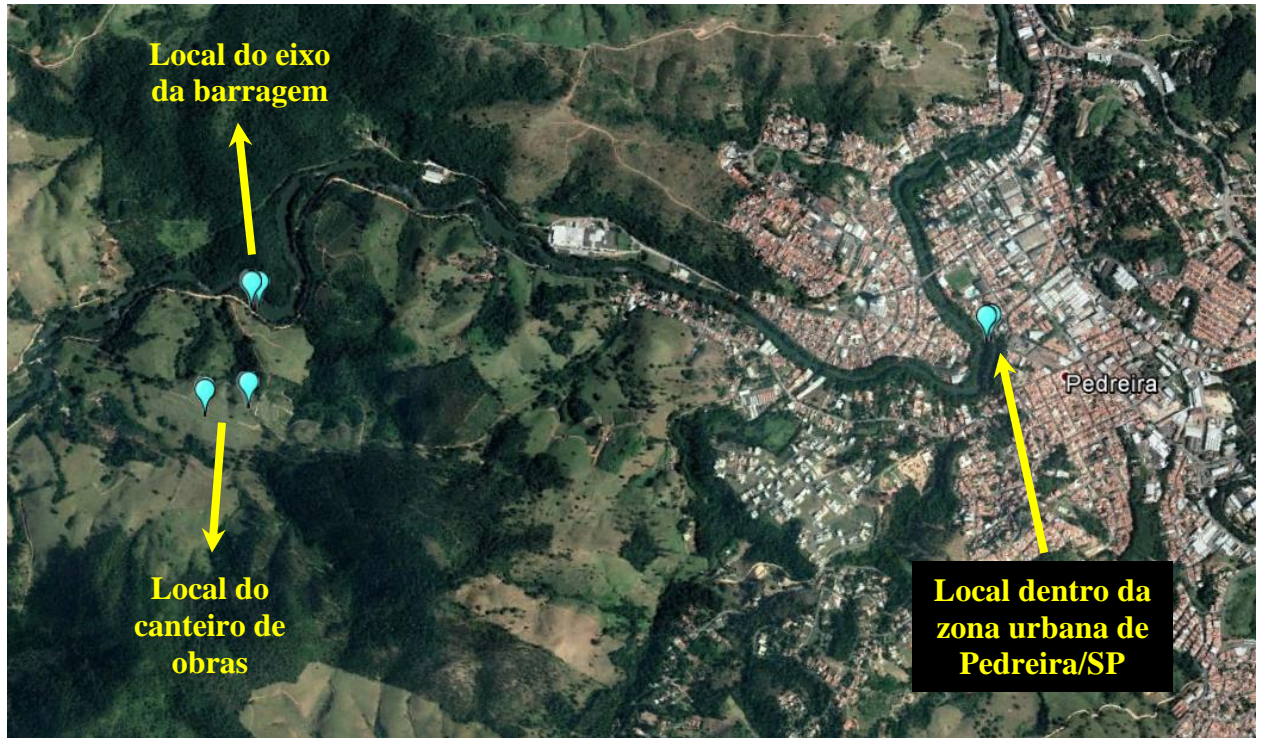 Local do eixo
da barragem
Pedreira
Local do
canteiro de
obras
Local dentro da
zona urbana de
Pedreira/SP